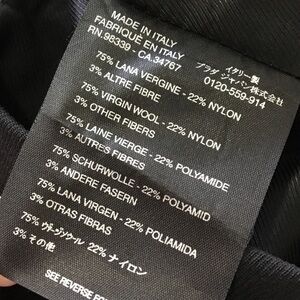 MADE IN ITALY
FABRIQUÉ EN ITALY
RN.98339 - CA.34767
イタリー製
プラダ ジャパン株式会社
0120-559-914
75% LANA VERGINE - 22% NYLON
3% ALTRE FIBRE
75% VIRGIN WOOL - 22% NYLON
3% OTHER FIBERS
75% LAINE VIERGE - 22% POLYAMIDE
3% AUTRES FIBRES
75% SCHURWOLLE - 22% POLYAMID
3% ANDERE FASERN
75% LANA VIRGEN - 22% POLIAMIDA
3% OTRAS FIBRAS
75% ウール 22% ナイロン
3% その他
SEE REVERSE FO